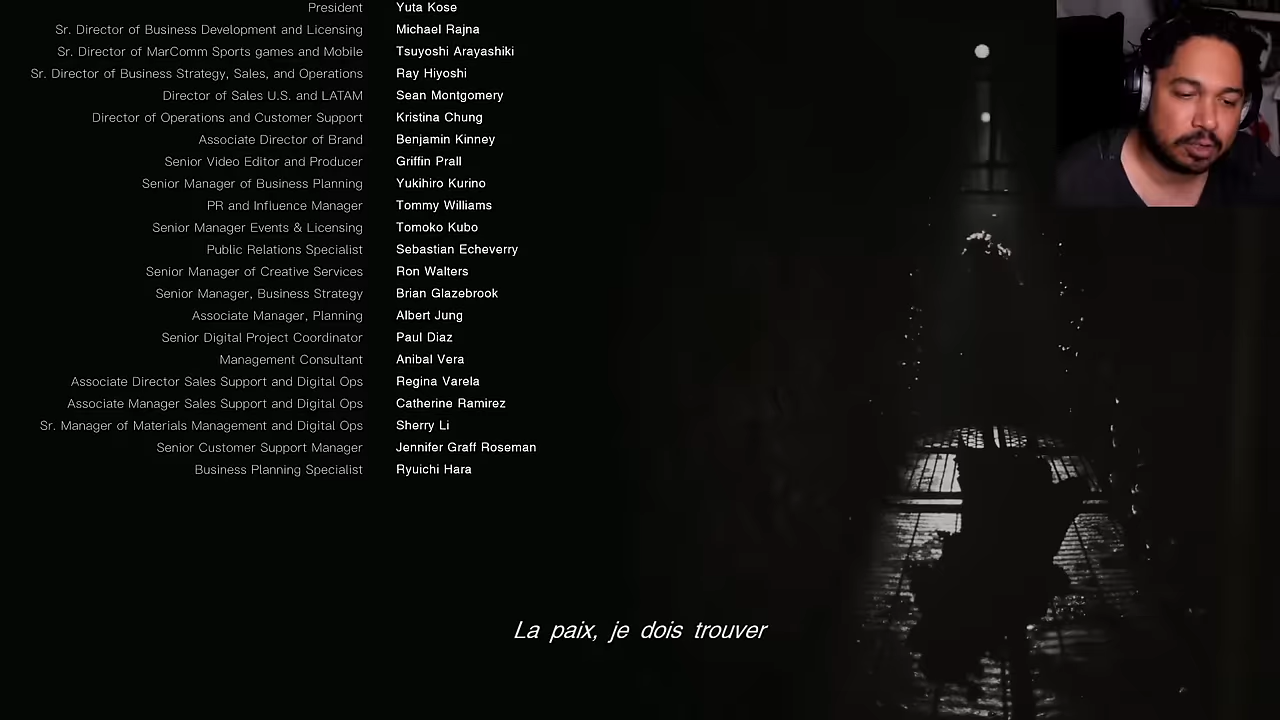 President Yuta Kose
Sr. Director of Business Development and Licensing Michael Rajna
Sr. Director of MarComm Sports games and Mobile Tsuyoshi Arayashiki
Sr. Director of Business Strategy, Sales, and Operations Ray Hiyoshi
Director of Sales U.S. and LATAM Sean Montgomery
Director of Operations and Customer Support Kristina Chung
Associate Director of Brand Benjamin Kinney
Senior Video Editor and Producer Griffin Prall
Senior Manager of Business Planning Yukihiro Kurino
PR and Influence Manager Tommy Williams
Senior Manager Events & Licensing Tomoko Kubo
Public Relations Specialist Sebastian Echeverry
Senior Manager of Creative Services Ron Walters
Senior Manager, Business Strategy Brian Glazebrook
Associate Manager, Planning Albert Jung
Senior Digital Project Coordinator Paul Diaz
Management Consultant Anibal Vera
Associate Director Sales Support and Digital Ops Regina Varela
Associate Manager Sales Support and Digital Ops Catherine Ramirez
Sr. Manager of Materials Management and Digital Ops Sherry Li
Senior Customer Support Manager Jennifer Graff Roseman
Business Planning Specialist Ryuichi Hara
La paix, je dois trouver